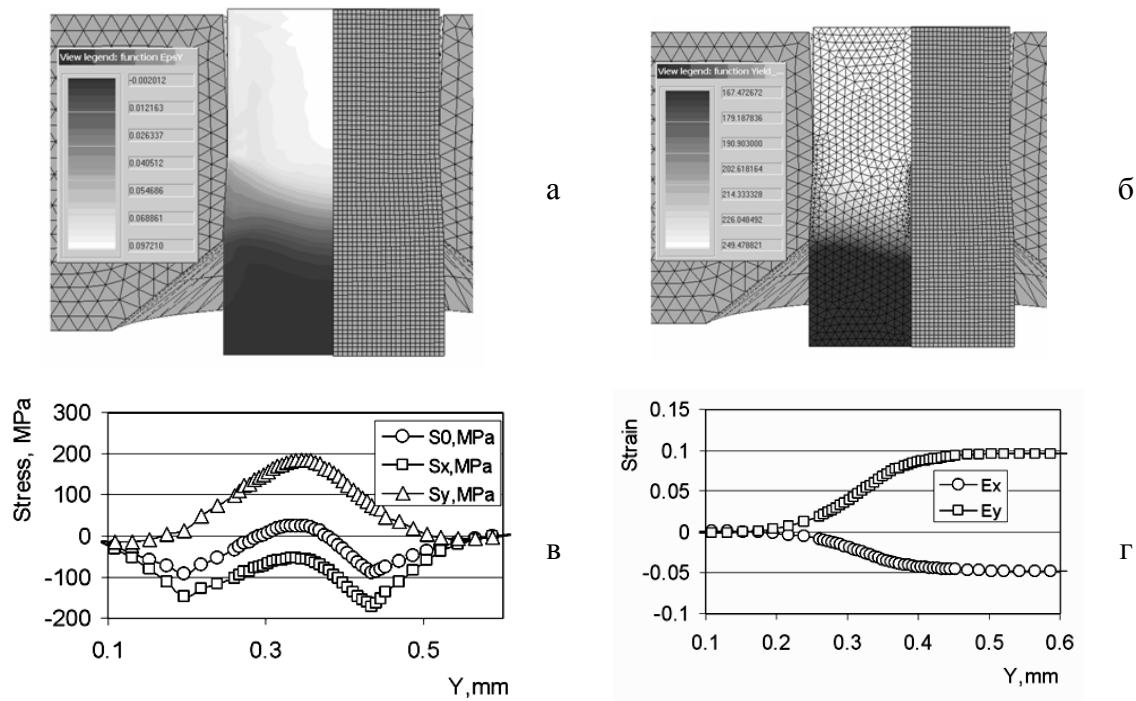 View legend: function EpsY
-0.002012
0.012163
0.026337
0.040512
0.054686
0.068861
0.097210
а
View legend: function Yield_...
167.472672
179.187836
190.903000
202.618164
214.333328
226.048492
249.478821
б
Stress, MPa
300
200
100
0
-100
-200
0.1
0.3
0.5
Y,mm
S0,MPa
Sx,MPa
Sy,MPa
в
Strain
0.15
0.1
0.05
0
-0.05
-0.1
0.1
0.2
0.3
0.4
0.5
0.6
Y,mm
Ex
Ey
г